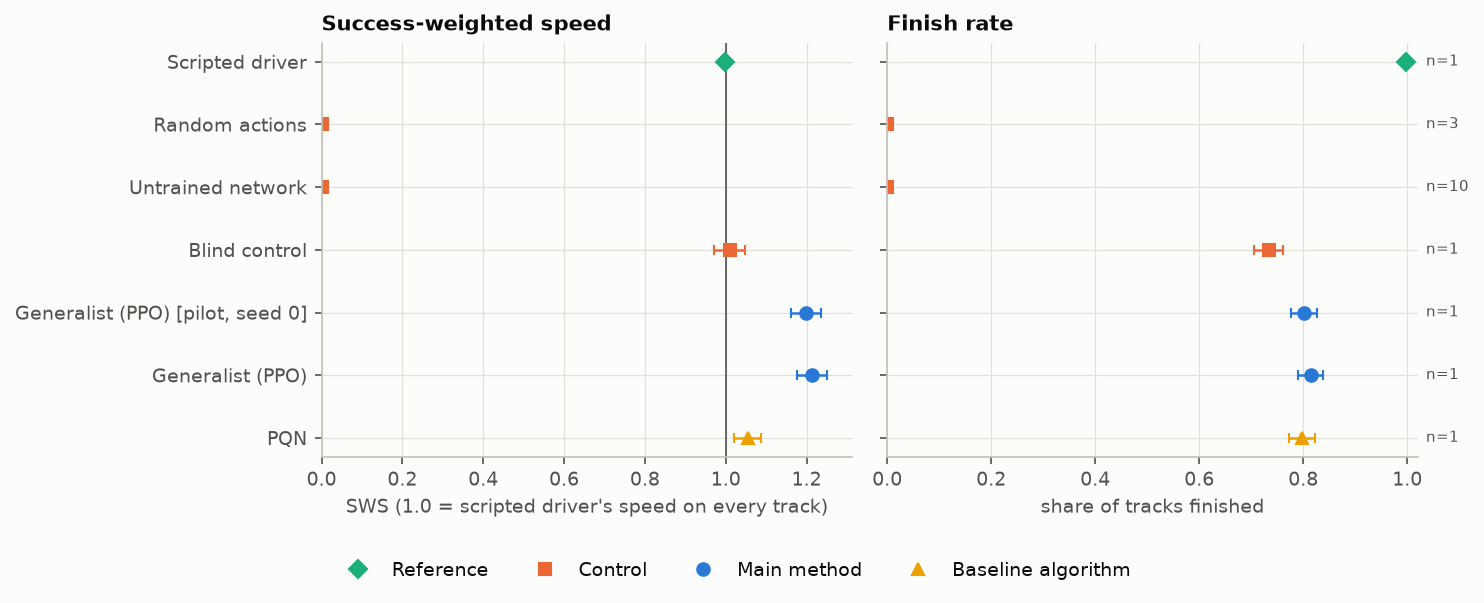 Success-weighted speed
Finish rate
Scripted driver
n=1
Random actions
n=3
Untrained network
n=10
Blind control
n=1
Generalist (PPO) [pilot, seed 0]
n=1
Generalist (PPO)
n=1
PQN
n=1
0.0 0.2 0.4 0.6 0.8 1.0 1.2
0.0 0.2 0.4 0.6 0.8 1.0
SWS (1.0 = scripted driver's speed on every track)
share of tracks finished
Reference Control Main method Baseline algorithm